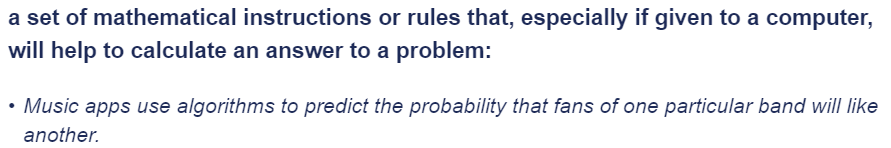 a set of mathematical instructions or rules that, especially if given to a computer,
will help to calculate an answer to a problem:
• Music apps use algorithms to predict the probability that fans of one particular band will like
another.